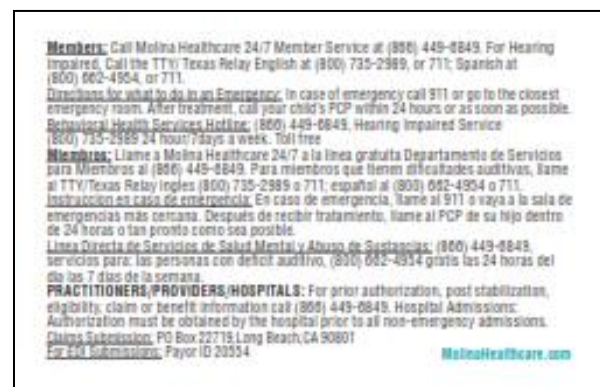 Members: Call Molina Healthcare 24/7 Member Service at (866) 449-6849. For Hearing
Impaired, Call the TTY/ Texas Relay English at (800) 735-2989, or 711; Spanish at
(800) 662-4954, or 711.
Directions for what to do in an Emergency: In case of emergency call 911 or go to the closest
emergency room. After treatment, call your child's PCP within 24 hours or as soon as possible.
Behavioral Health Services Hotline: (866) 449-6849, Hearing Impaired Service
(800) 735-2989 24 hour/7days a week. Toll free
Miembros: Llame a Molina Healthcare 24/7 a la linea gratuita Departamento de Servicios
para Miembros al (866) 449-6849. Para miembros que tienen dificultades auditivas, llame
al TTY/Texas Relay Ingles (800) 735-2989 o 711; español al (800) 662-4954 o 711.
Instruccion en caso de emergencia: En caso de emergencia, llame al 911 o vaya a la sala de
emergencias más cercana. Después de recibir tratamiento, llame al PCP de su hijo dentro
de 24 horas o tan pronto como sea posible.
Linea Directa de Servicios de Salud Mental y Abuso de Sustancias: (866) 449-6849,
servicios para: las personas con deficit auditivo, (800) 662-4954 gratis las 24 horas del
dia las 7 dias de la semana.
PRACTITIONERS/PROVIDERS/HOSPITALS: For prior authorization, post stabilization,
eligibility, claim or benefit information call (866) 449-6849. Hospital Admissions:
Authorization must be obtained by the hospital prior to all non-emergency admissions.
Claims Submission: PO Box 22719,Long Beach,CA 90801
For EDI Submissions: Payor ID 20554
MolinaHealthcare.com